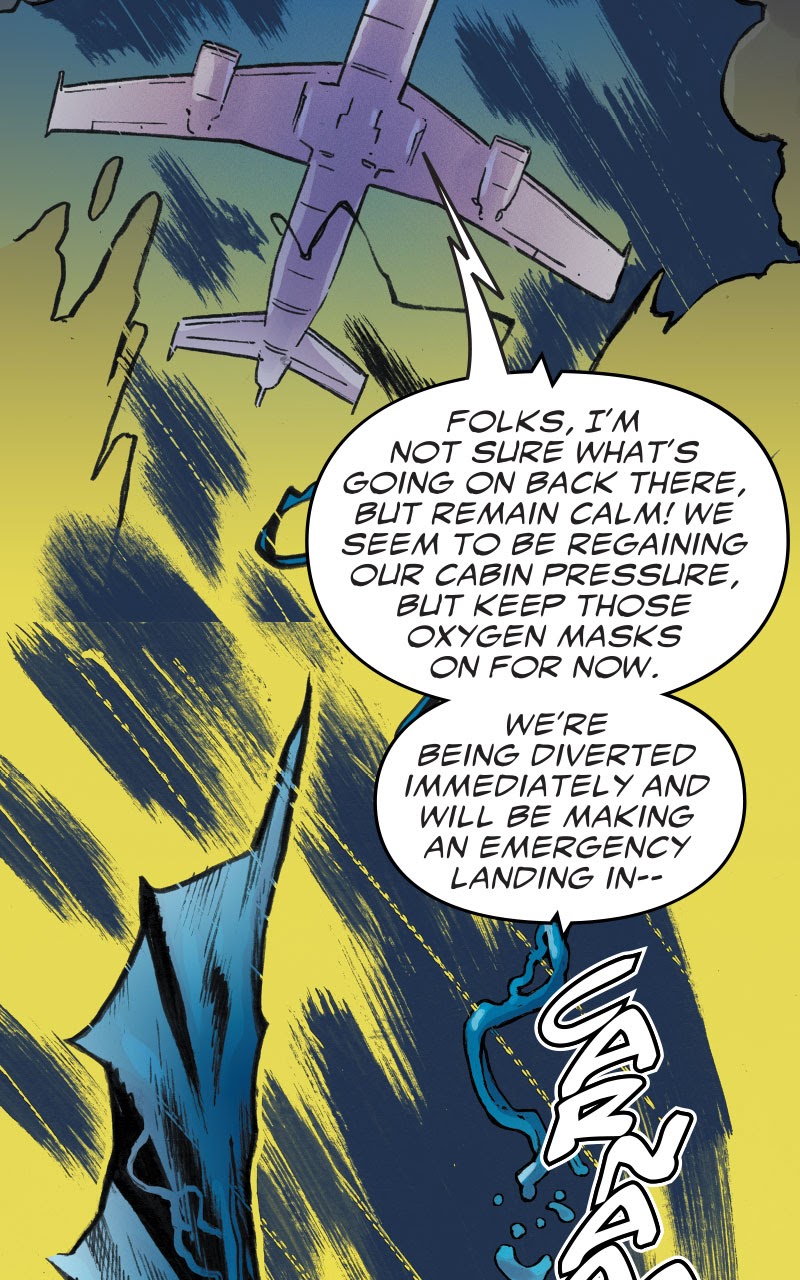 FOLKS, I'M
NOT SURE WHAT'S
GOING ON BACK THERE,
BUT REMAIN CALM! WE
SEEM TO BE REGAINING
OUR CABIN PRESSURE,
BUT KEEP THOSE
OXYGEN MASKS
ON FOR NOW.
WE'RE
BEING DIVERTED
IMMEDIATELY AND
WILL BE MAKING
AN EMERGENCY
LANDING IN--
CARNA